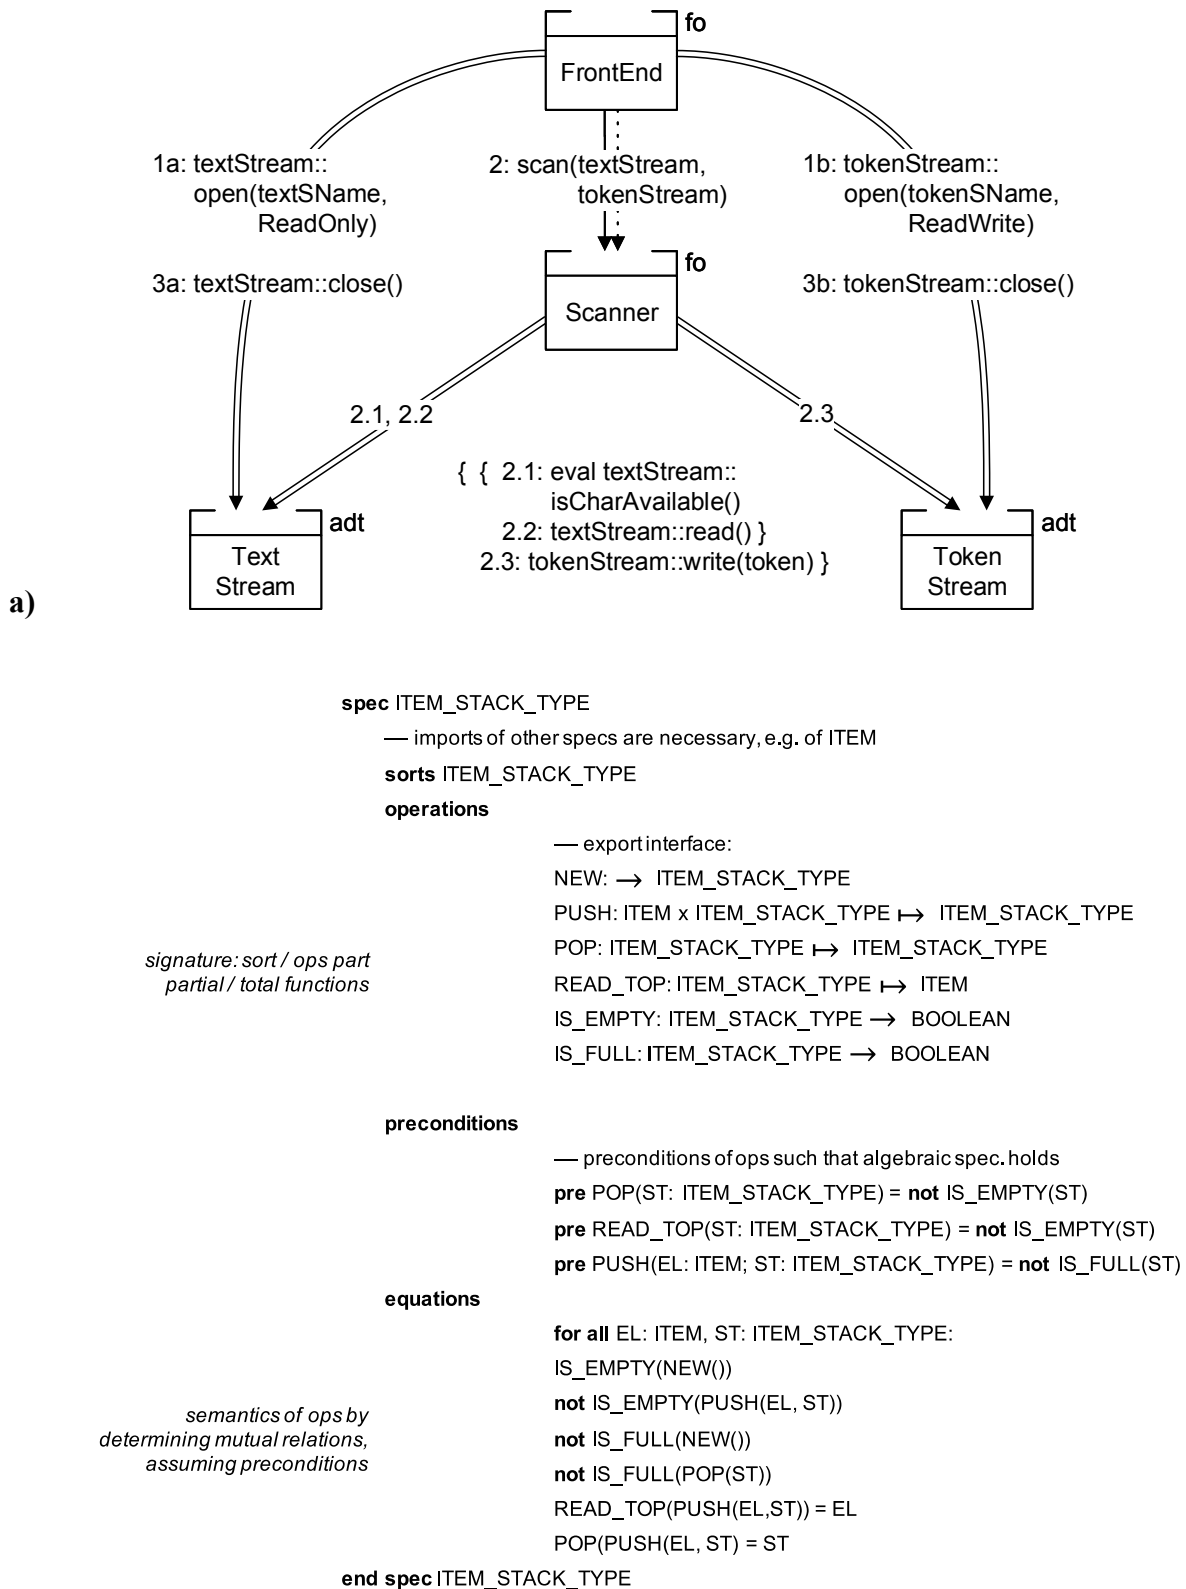 fo
FrontEnd
1a: textStream::
open(textSName,
ReadOnly)
2: scan(textStream,
tokenStream)
1b: tokenStream::
open(tokenSName,
ReadWrite)
3a: textStream::close()
fo
Scanner
3b: tokenStream::close()
2.1, 2.2
2.3
{ { 2.1: eval textStream::
isCharAvailable()
2.2: textStream::read() }
2.3: tokenStream::write(token) }
adt
Text
Stream
adt
Token
Stream
a)
spec ITEM_STACK_TYPE
— imports of other specs are necessary, e.g. of ITEM
sorts ITEM_STACK_TYPE
operations
— export interface:
NEW: → ITEM_STACK_TYPE
PUSH: ITEM x ITEM_STACK_TYPE ↦ ITEM_STACK_TYPE
POP: ITEM_STACK_TYPE ↦ ITEM_STACK_TYPE
signature: sort / ops part
partial / total functions
READ_TOP: ITEM_STACK_TYPE ↦ ITEM
IS_EMPTY: ITEM_STACK_TYPE → BOOLEAN
IS_FULL: ITEM_STACK_TYPE → BOOLEAN
preconditions
— preconditions of ops such that algebraic spec. holds
pre POP(ST: ITEM_STACK_TYPE) = not IS_EMPTY(ST)
pre READ_TOP(ST: ITEM_STACK_TYPE) = not IS_EMPTY(ST)
pre PUSH(EL: ITEM; ST: ITEM_STACK_TYPE) = not IS_FULL(ST)
equations
for all EL: ITEM, ST: ITEM_STACK_TYPE:
IS_EMPTY(NEW())
not IS_EMPTY(PUSH(EL, ST))
semantics of ops by
determining mutual relations,
assuming preconditions
not IS_FULL(NEW())
not IS_FULL(POP(ST))
READ_TOP(PUSH(EL,ST)) = EL
POP(PUSH(EL, ST) = ST
end spec ITEM_STACK_TYPE